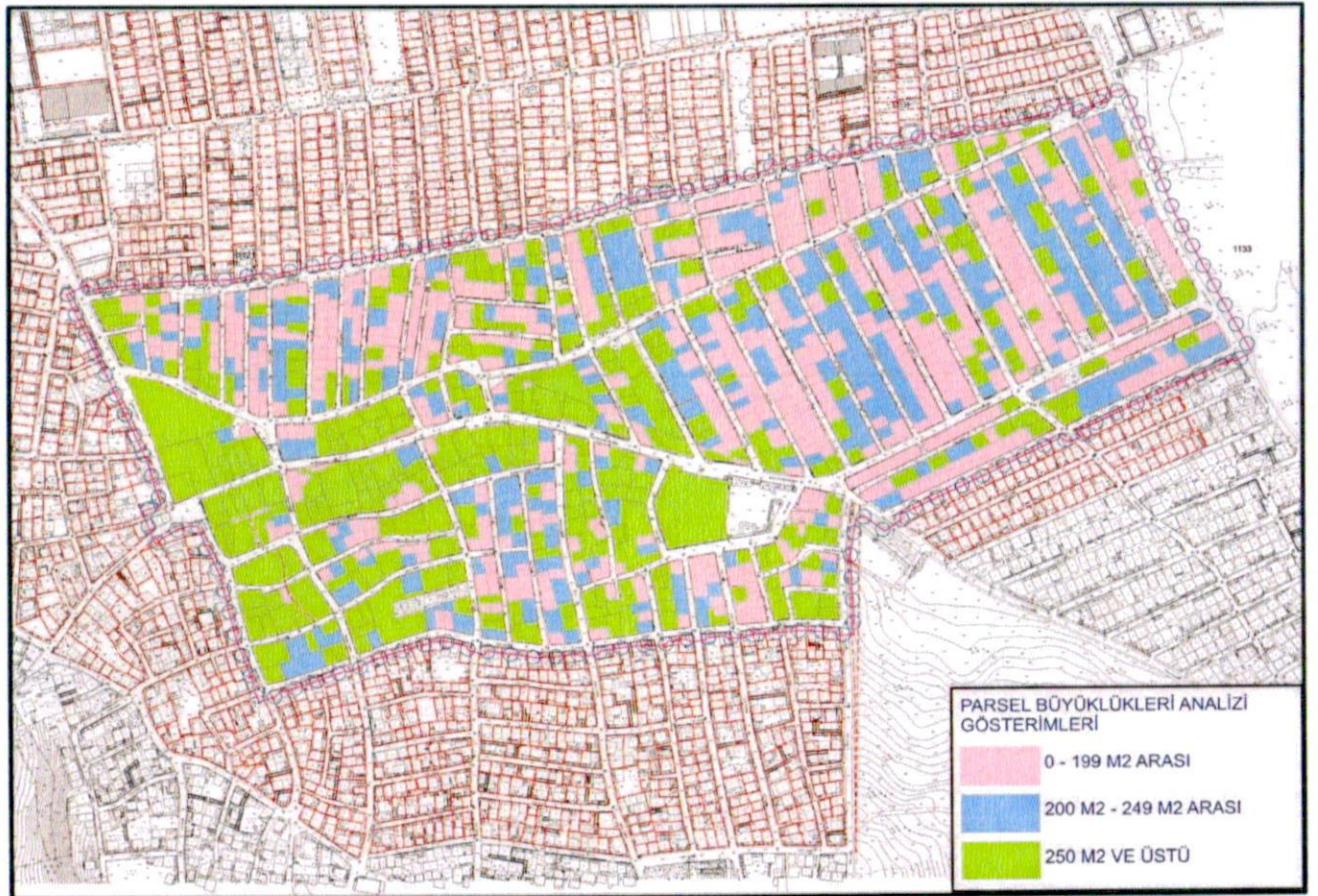 1133
PARSEL BÜYÜKLÜKLERİ ANALİZİ
GÖSTERİMLERİ
0 - 199 M2 ARASI
200 M2 - 249 M2 ARASI
250 M2 VE ÜSTÜ